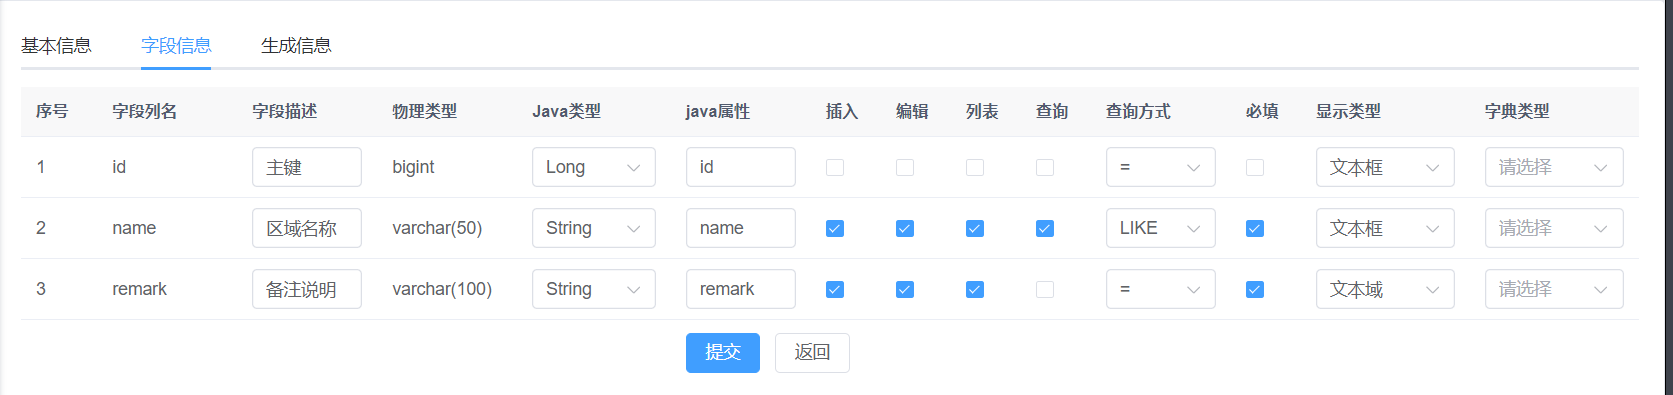 基本信息 字段信息 生成信息
序号 字段列名 字段描述 物理类型 Java类型 java属性 插入 编辑 列表 查询 查询方式 必填 显示类型 字典类型
1 id 主键 bigint Long id = 文本框 请选择
2 name 区域名称 varchar(50) String name LIKE 文本框 请选择
3 remark 备注说明 varchar(100) String remark = 文本域 请选择
提交 返回